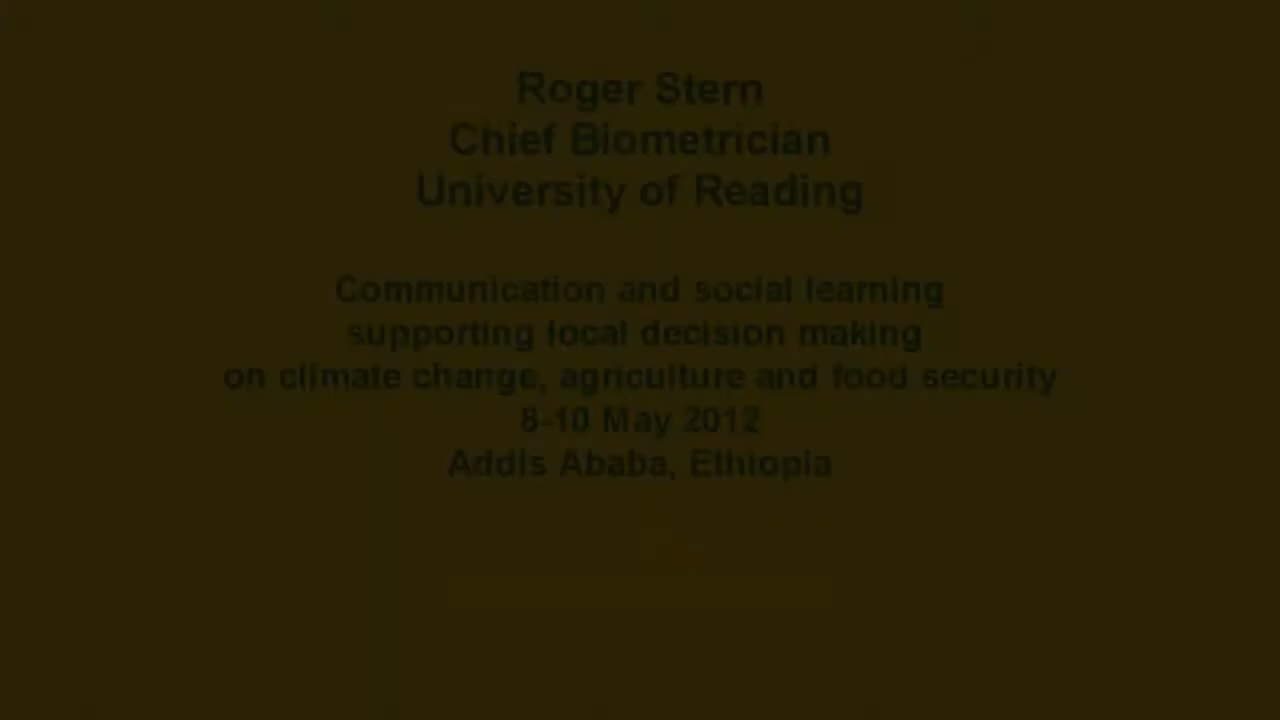 Roger Stern
Chief Biometrician
University of Reading
Communication and social learning
supporting local decision making
on climate change, agriculture and food security
8-10 May 2012
Addis Ababa, Ethiopia